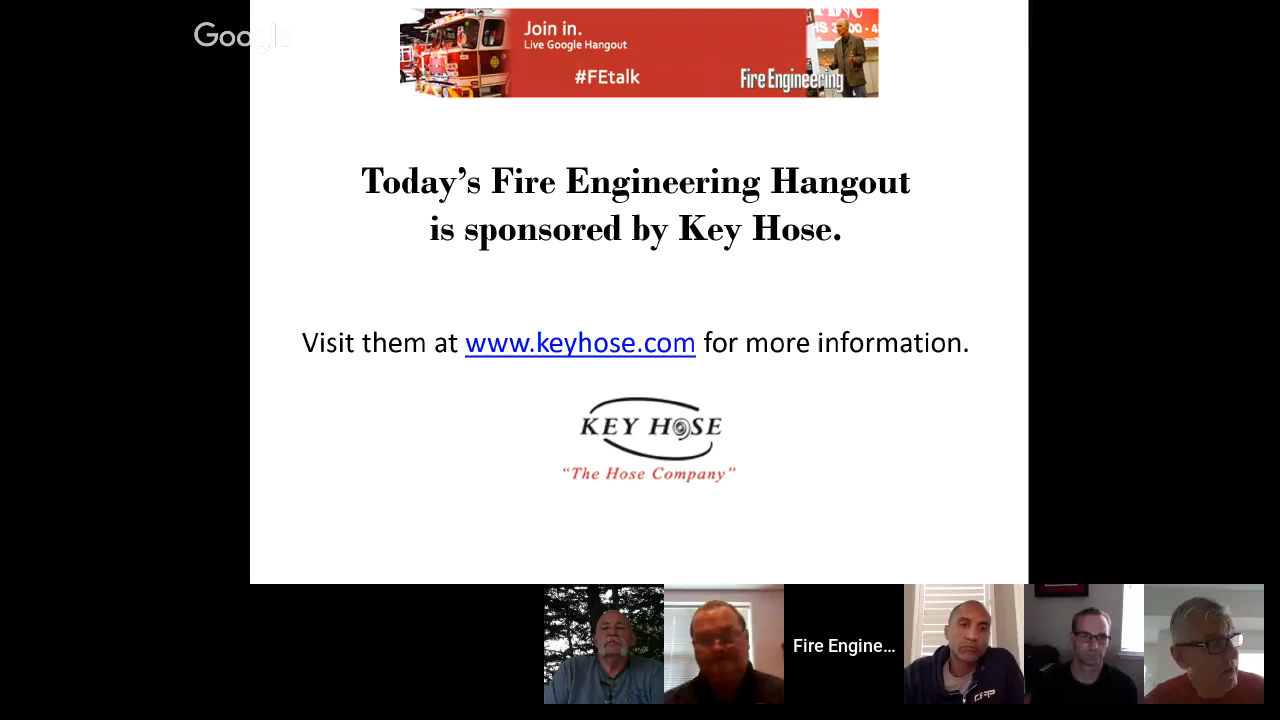 Google
Join in.
Live Google Hangout
#FEtalk
Fire Engineering
Today's Fire Engineering Hangout
is sponsored by Key Hose.
Visit them at www.keyhose.com for more information.
KEY HOSE
“The Hose Company”
Fire Engine...